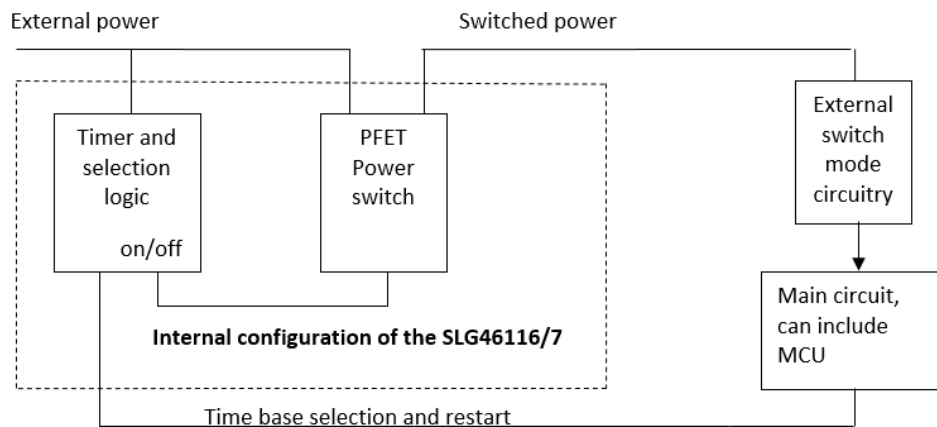 External power
Switched power
Timer and
selection
logic
on/off
PFET
Power
switch
External
switch
mode
circuitry
Main circuit,
can include
MCU
Internal configuration of the SLG46116/7
Time base selection and restart